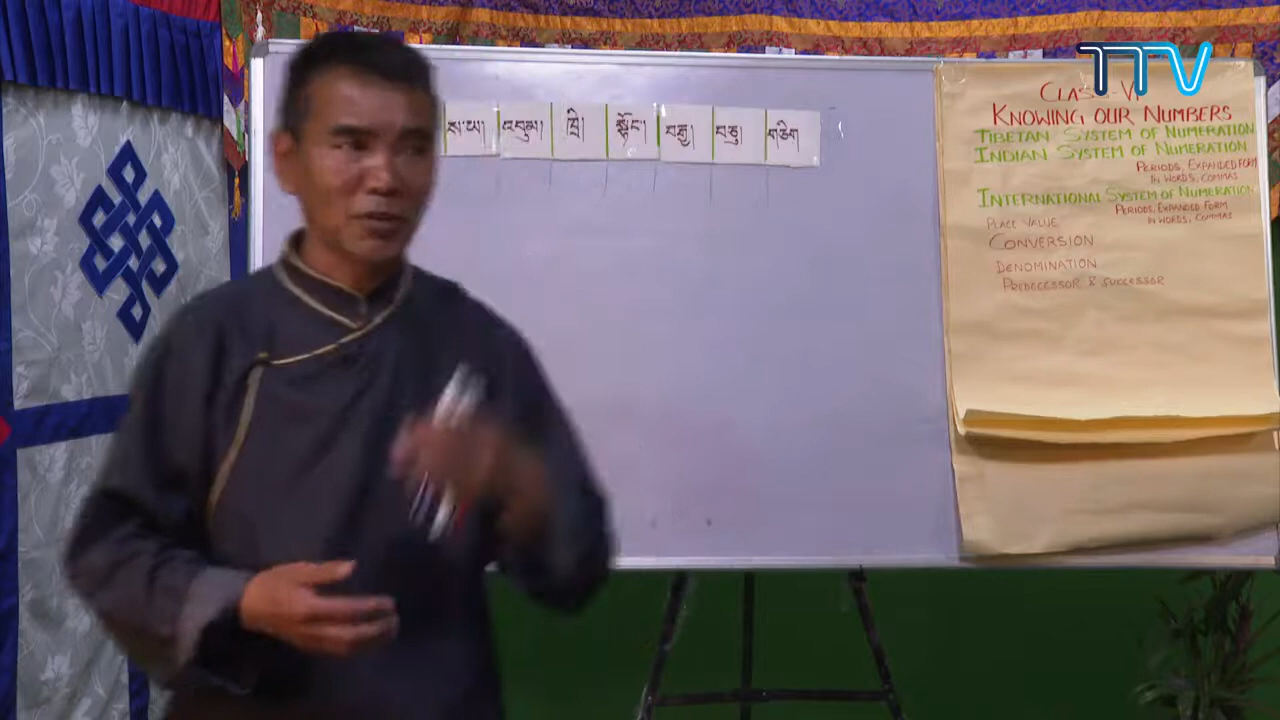 TTV
ས་ཡ། འབུམ། ཁྲི། སྟོང་། བརྒྱ། བཅུ། གཅིག
CLASS-VI
KNOWING OUR NUMBERS
TIBETAN SYSTEM OF NUMERATION
INDIAN SYSTEM OF NUMERATION
PERIODS, EXPANDED FORM
IN WORDS, COMMAS
INTERNATIONAL SYSTEM OF NUMERATION
PERIODS, EXPANDED FORM
IN WORDS, COMMAS
PLACE VALUE
CONVERSION
DENOMINATION
PREDECESSOR & SUCCESSOR